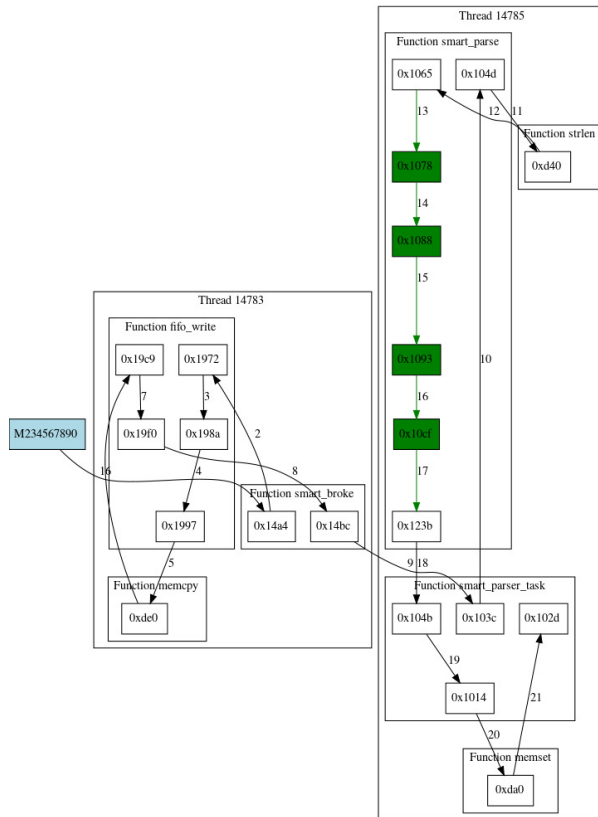 Thread 14785
Function smart_parse
0x1065
0x104d
13
12
11
Function strlen
0x1078
0xd40
14
0x1088
15
Thread 14783
Function fifo_write
0x19c9
0x1972
0x1093
10
7
3
16
M234567890
0x19f0
0x198a
2
0x10cf
16
4
8
17
Function smart_broke
0x1997
0x14a4
0x14bc
0x123b
5
9
18
Function memcpy
Function smart_parser_task
0xde0
0x104b
0x103c
0x102d
19
0x1014
21
20
Function memset
0xda0